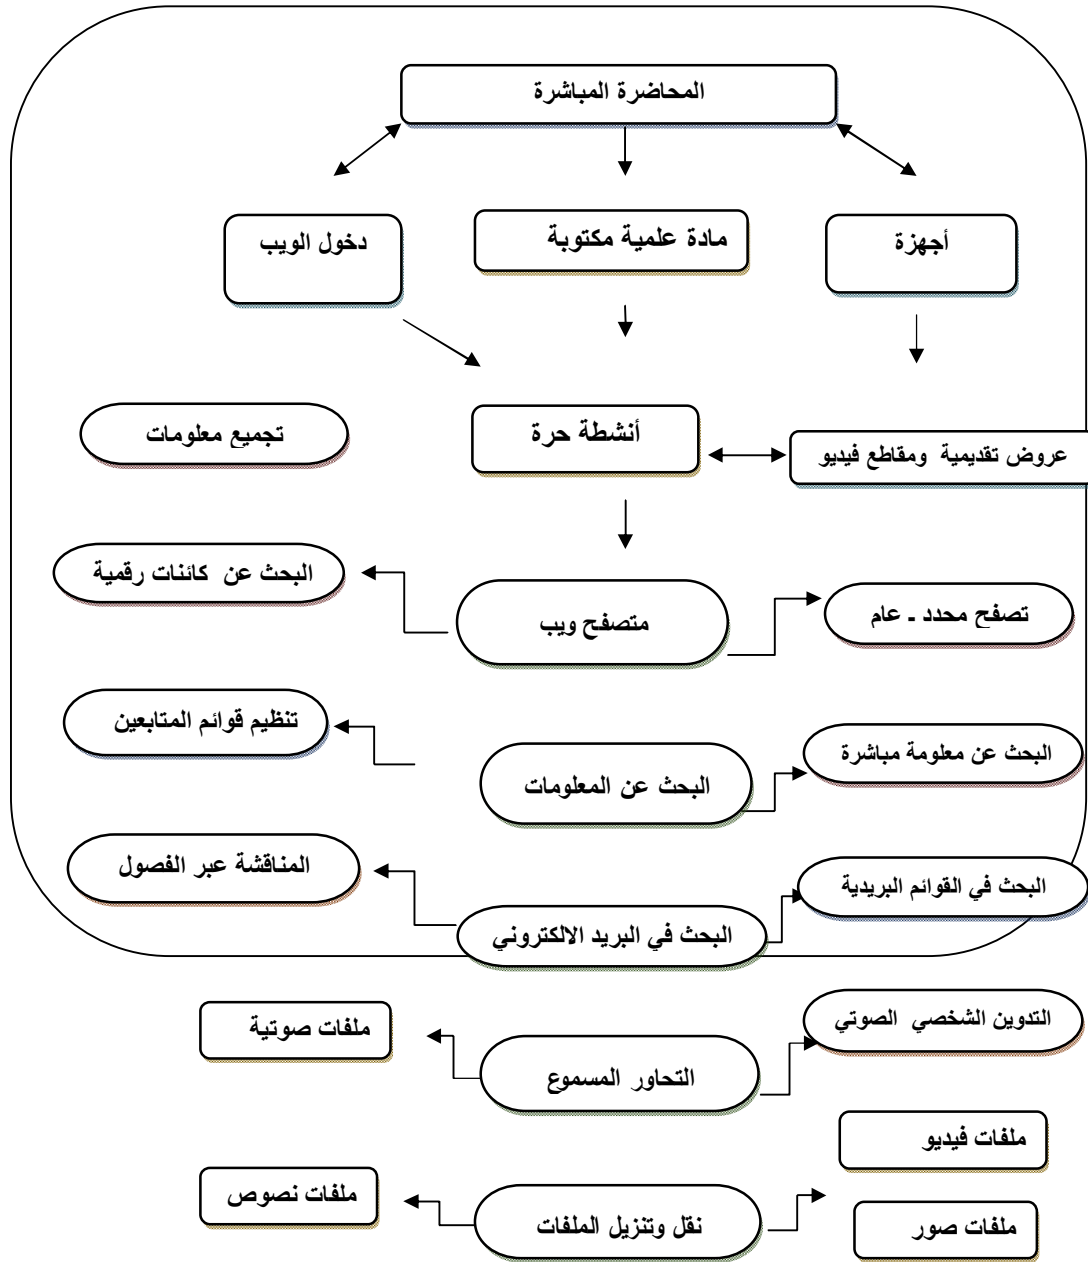 المحاضرة المباشرة
أجهزة
مادة علمية مكتوبة
دخول الويب
عروض تقديمية ومقاطع فيديو
أنشطة حرة
تجميع معلومات
تصفح محدد ـ عام
متصفح ويب
البحث عن كائنات رقمية
البحث عن معلومة مباشرة
البحث عن المعلومات
تنظيم قوائم المتابعين
البحث في القوائم البريدية
البحث في البريد الالكتروني
المناقشة عبر الفصول
التدوين الشخصي الصوتي
التحاور المسموع
ملفات صوتية
ملفات فيديو
ملفات صور
نقل وتنزيل الملفات
ملفات نصوص